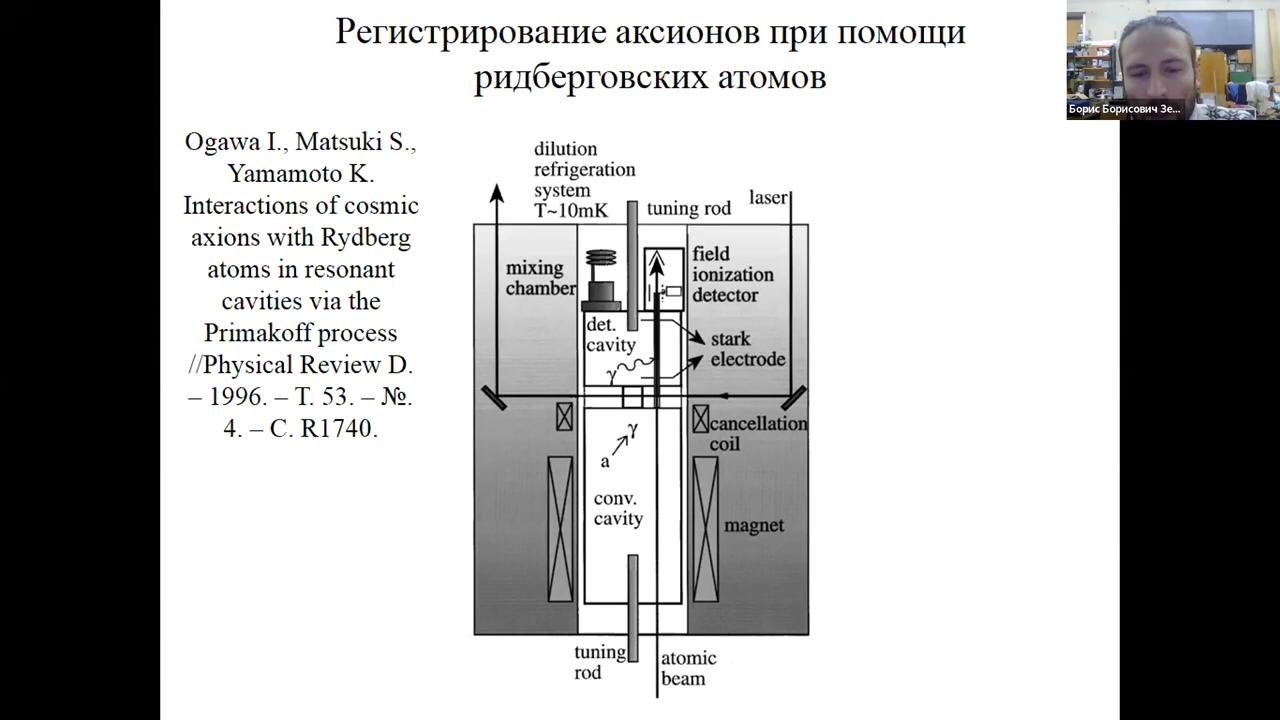 Регистрирование аксионов при помощи
ридберговских атомов
Борис Борисович Зе...
Ogawa I., Matsuki S.,
Yamamoto K.
Interactions of cosmic
axions with Rydberg
atoms in resonant
cavities via the
Primakoff process
//Physical Review D.
– 1996. – Т. 53. – №.
4. – С. R1740.
dilution
refrigeration
system
T~10mK
tuning rod
laser
mixing
chamber
field
ionization
detector
det.
cavity
γ
stark
electrode
cancellation
coil
γ
a
conv.
cavity
magnet
tuning
rod
atomic
beam